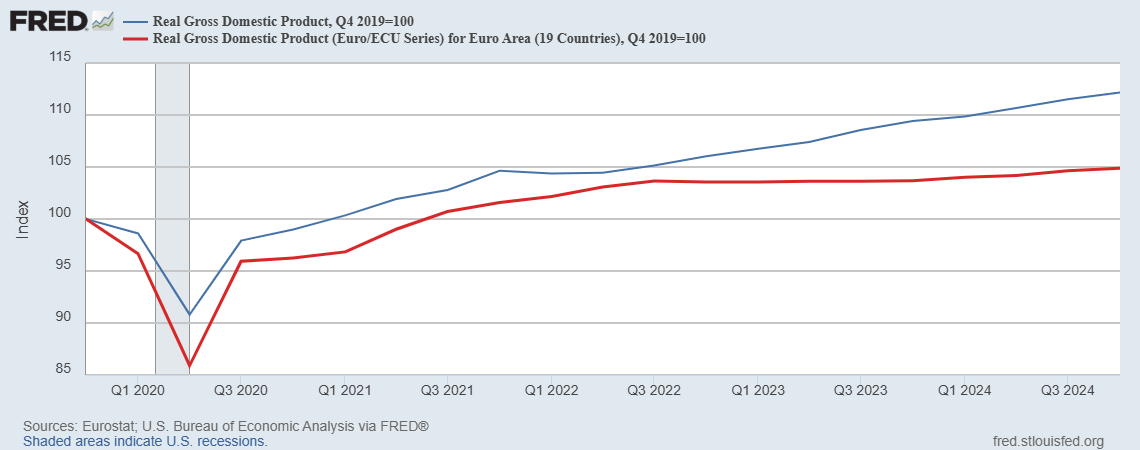 FRED
Real Gross Domestic Product, Q4 2019=100
Real Gross Domestic Product (Euro/ECU Series) for Euro Area (19 Countries), Q4 2019=100
115
110
105
100
95
90
85
Index
Q1 2020
Q3 2020
Q1 2021
Q3 2021
Q1 2022
Q3 2022
Q1 2023
Q3 2023
Q1 2024
Q3 2024
Sources: Eurostat; U.S. Bureau of Economic Analysis via FRED®
Shaded areas indicate U.S. recessions.
fred.stlouisfed.org